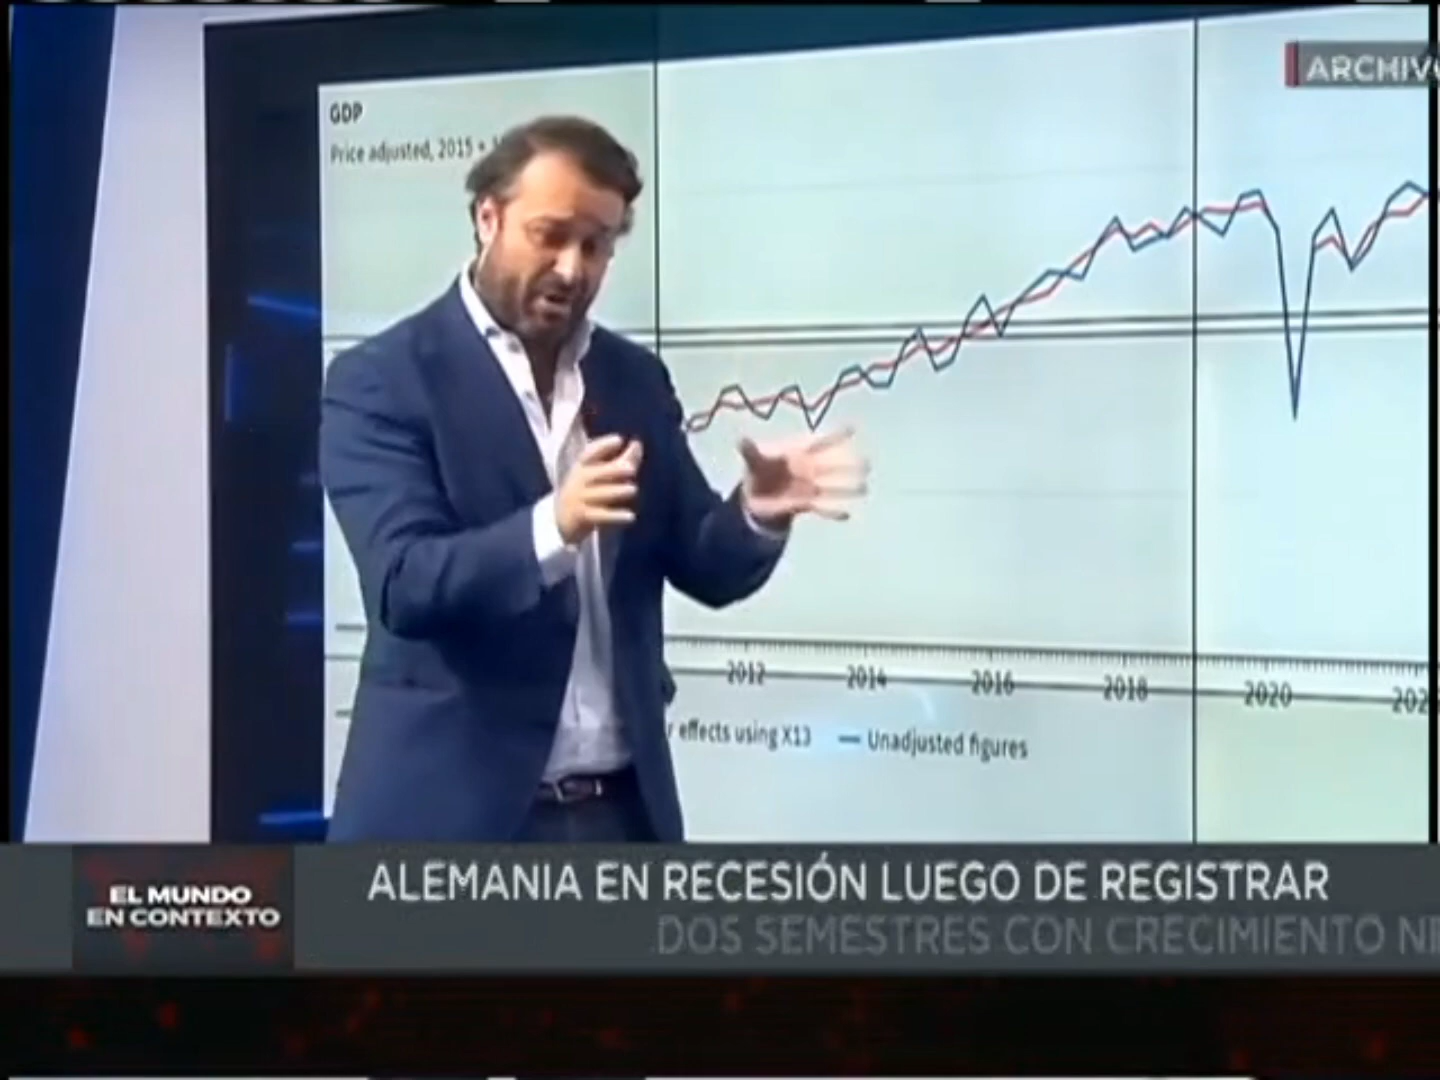 ARCHIVO
GDP
Price adjusted, 2015 =
2012 2014 2016 2018 2020
effects using X13 Unadjusted figures
EL MUNDO
EN CONTEXTO
ALEMANIA EN RECESIÓN LUEGO DE REGISTRAR
DOS SEMESTRES CON CRECIMIENTO